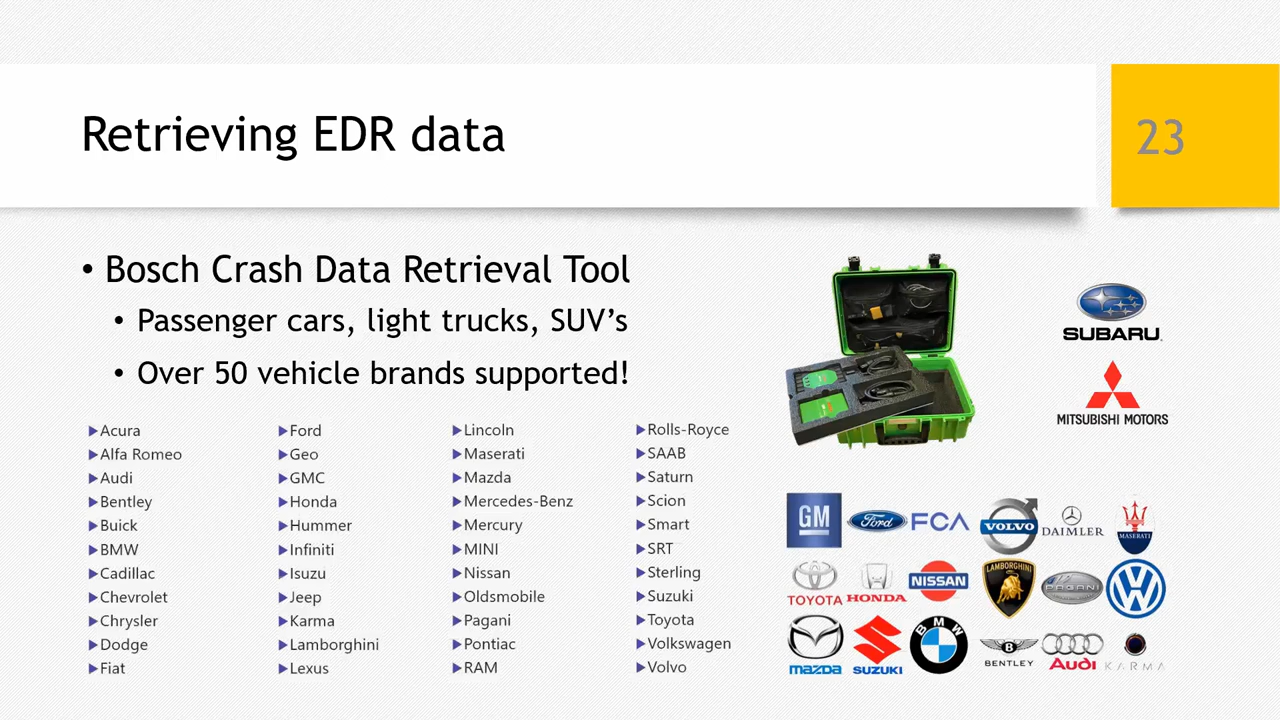 Retrieving EDR data
23
• Bosch Crash Data Retrieval Tool
• Passenger cars, light trucks, SUV’s
• Over 50 vehicle brands supported!
Acura
Alfa Romeo
Audi
Bentley
Buick
BMW
Cadillac
Chevrolet
Chrysler
Dodge
Fiat
Ford
Geo
GMC
Honda
Hummer
Infiniti
Isuzu
Jeep
Karma
Lamborghini
Lexus
Lincoln
Maserati
Mazda
Mercedes-Benz
Mercury
MINI
Nissan
Oldsmobile
Pagani
Pontiac
RAM
Rolls-Royce
SAAB
Saturn
Scion
Smart
SRT
Sterling
Suzuki
Toyota
Volkswagen
Volvo
SUBARU
MITSUBISHI MOTORS
GM
Ford
FCA
VOLVO
DAIMLER
MASERATI
TOYOTA
HONDA
NISSAN
LAMBORGHINI
PAGANI
VW
mazda
SUZUKI
BMW
B
BENTLEY
Audi
KARMA